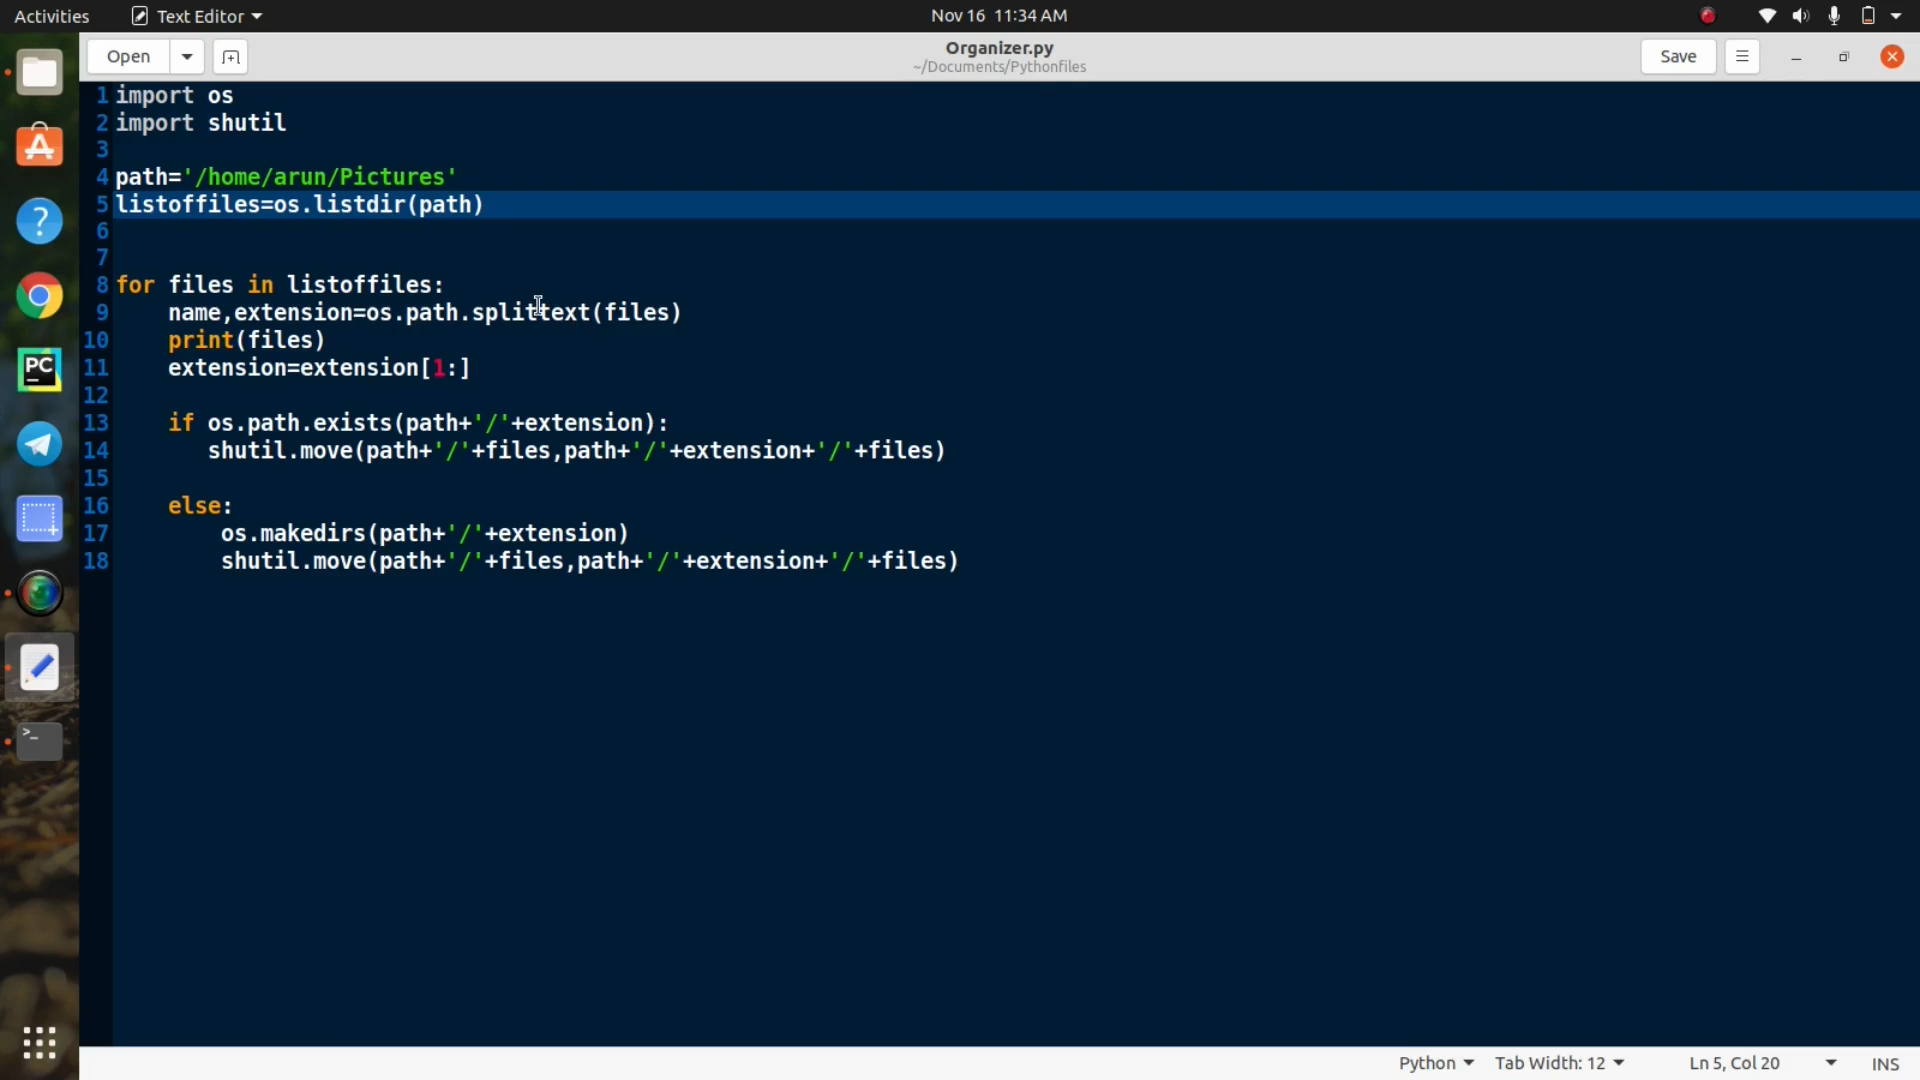 Activities Text Editor Nov 16 11:34 AM
Open Organizer.py Save
~/Documents/Pythonfiles
1 import os
2 import shutil
3
4 path='/home/arun/Pictures'
5 listoffiles=os.listdir(path)
6
7
8 for files in listoffiles:
9     name,extension=os.path.splittext(files)
10     print(files)
11     extension=extension[1:]
12
13     if os.path.exists(path+'/'+extension):
14        shutil.move(path+'/'+files,path+'/'+extension+'/'+files)
15
16     else:
17         os.makedirs(path+'/'+extension)
18         shutil.move(path+'/'+files,path+'/'+extension+'/'+files)
PC
Python Tab Width: 12 Ln 5, Col 20 INS